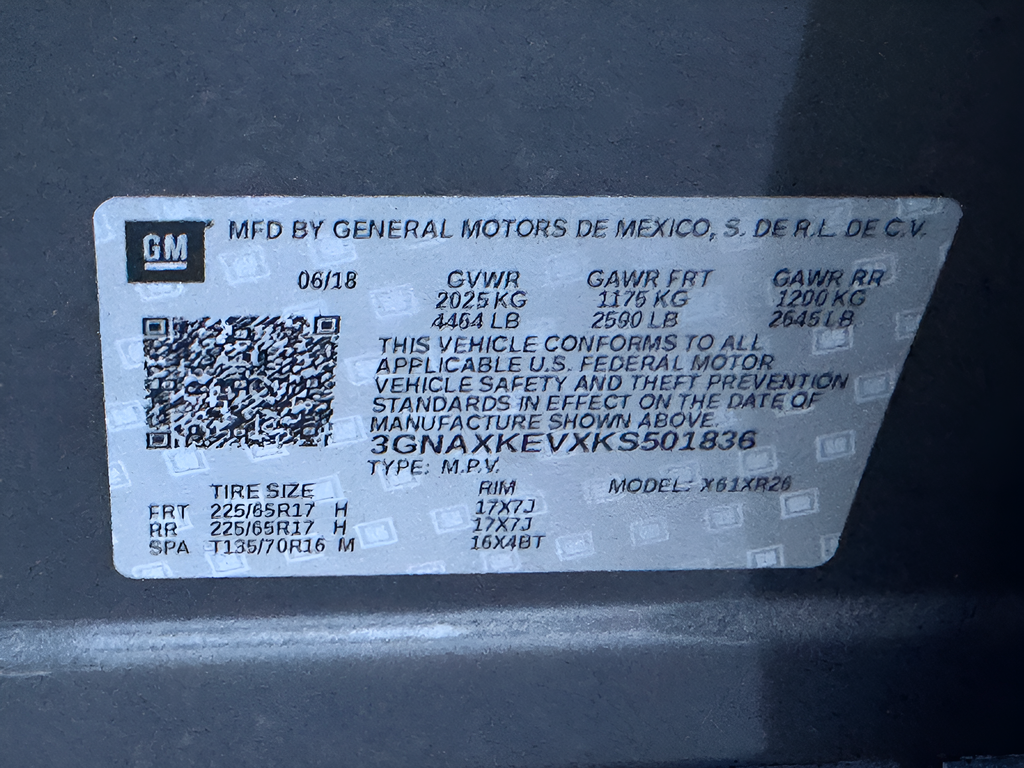 GM MFD BY GENERAL MOTORS DE MEXICO, S. DE R.L. DE C.V.
06/18 GVWR GAWR FRT GAWR RR
2025 KG 1175 KG 1200 KG
4464 LB 2590 LB 2645 LB
THIS VEHICLE CONFORMS TO ALL
APPLICABLE U.S. FEDERAL MOTOR
VEHICLE SAFETY AND THEFT PREVENTION
STANDARDS IN EFFECT ON THE DATE OF
MANUFACTURE SHOWN ABOVE.
3GNAXKEVXKS501836
TYPE: M.P.V.
TIRE SIZE RIM MODEL: X61XR26
FRT 225/65R17 H 17X7J
RR 225/65R17 H 17X7J
SPA T135/70R16 M 16X4BT